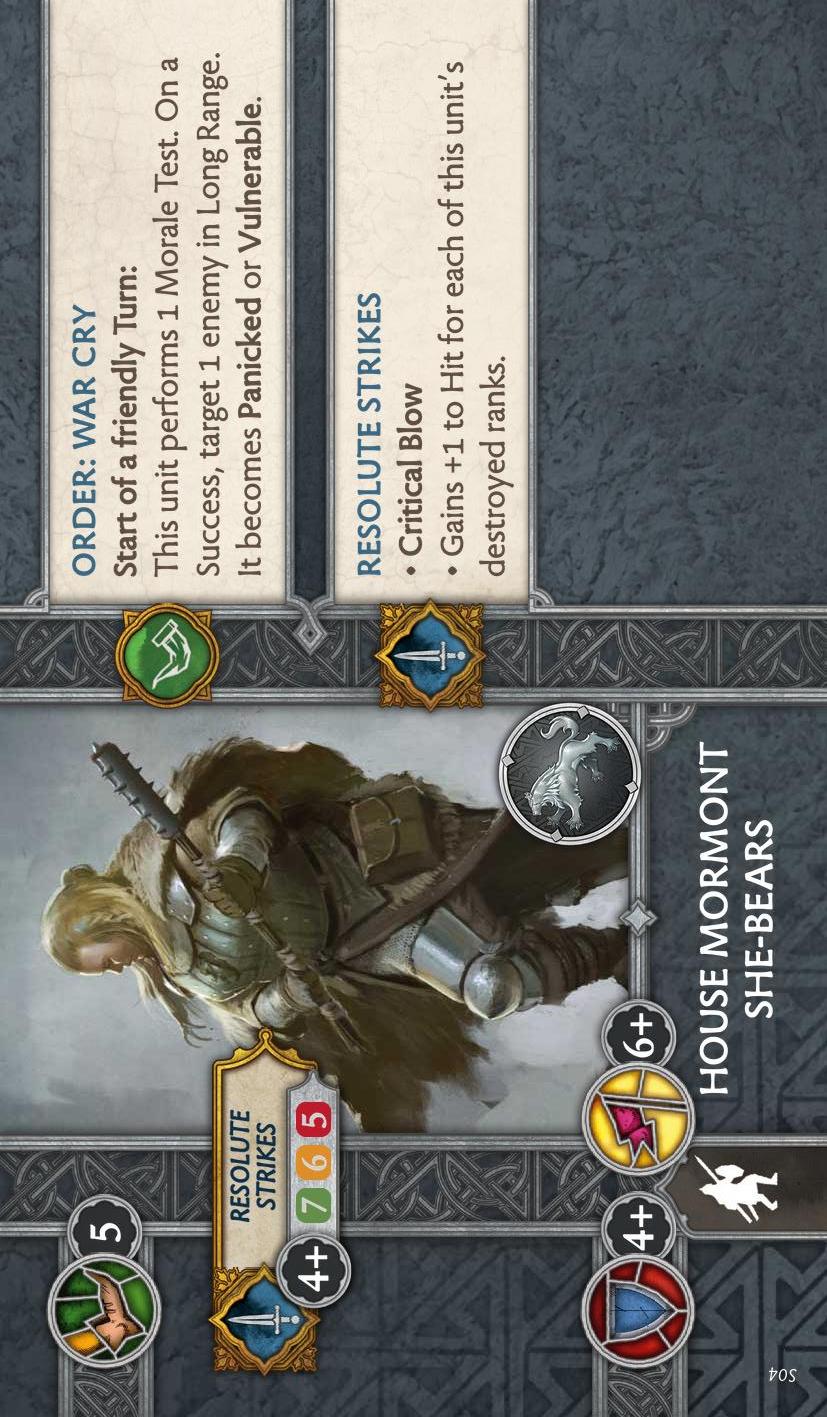 5
RESOLUTE
STRIKES
4+
7 6 5
4+
6+
HOUSE MORMONT
SHE-BEARS
ORDER: WAR CRY
Start of a friendly Turn:
This unit performs 1 Morale Test. On a
Success, target 1 enemy in Long Range.
It becomes Panicked or Vulnerable.
RESOLUTE STRIKES
• Critical Blow
• Gains +1 to Hit for each of this unit's
destroyed ranks.
S04